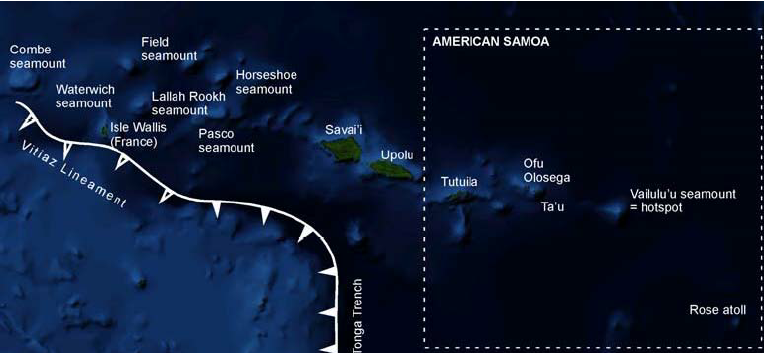 Combe
seamount
Field
seamount
Horseshoe
seamount
Waterwich
seamount
Lallah Rookh
seamount
Isle Wallis
(France)
Pasco
seamount
Vitiaz Lineament
Savai'i
Upolu
Tonga Trench
AMERICAN SAMOA
Tutuila
Ofu
Olosega
Ta'u
Vailulu'u seamount
= hotspot
Rose atoll